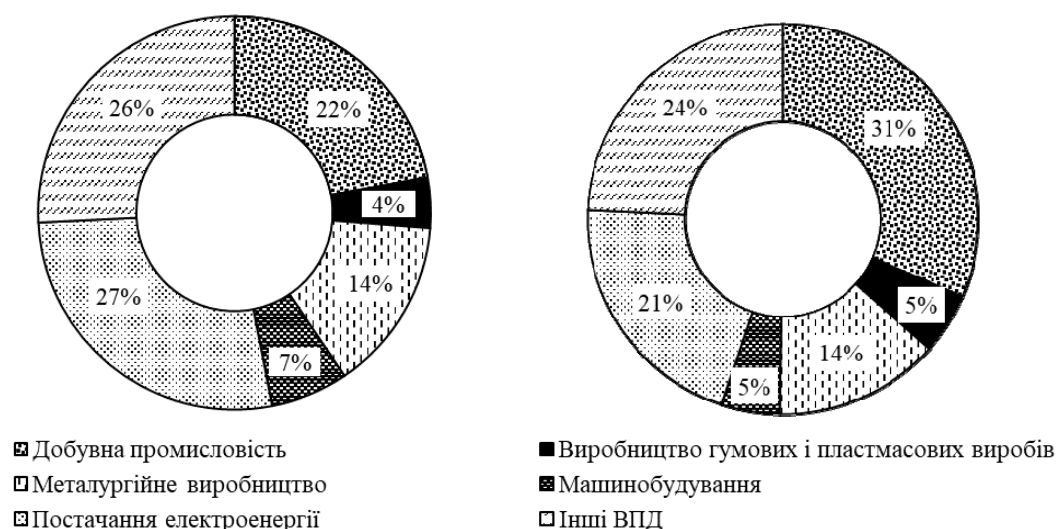 26%
22%
4%
14%
7%
27%
24%
31%
5%
14%
5%
21%
Добувна промисловість
Виробництво гумових і пластмасових виробів
Металургійне виробництво
Машинобудування
Постачання електроенергії
Інші ВПД